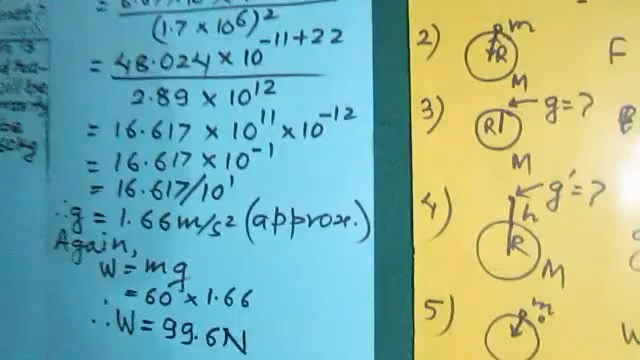 (1.7 × 10⁶)²
= 48.024 × 10⁻¹¹⁺²²
2.89 × 10¹²
= 16.617 × 10¹¹ × 10⁻¹²
= 16.617 × 10⁻¹
= 16.617/10¹
∴g = 1.66 m/s² (approx.)
Again,
W = mg
= 60 × 1.66
∴ W = 99.6N
2) m R M F
3) R g = ? M
4) g' = ? h R M
5) m W